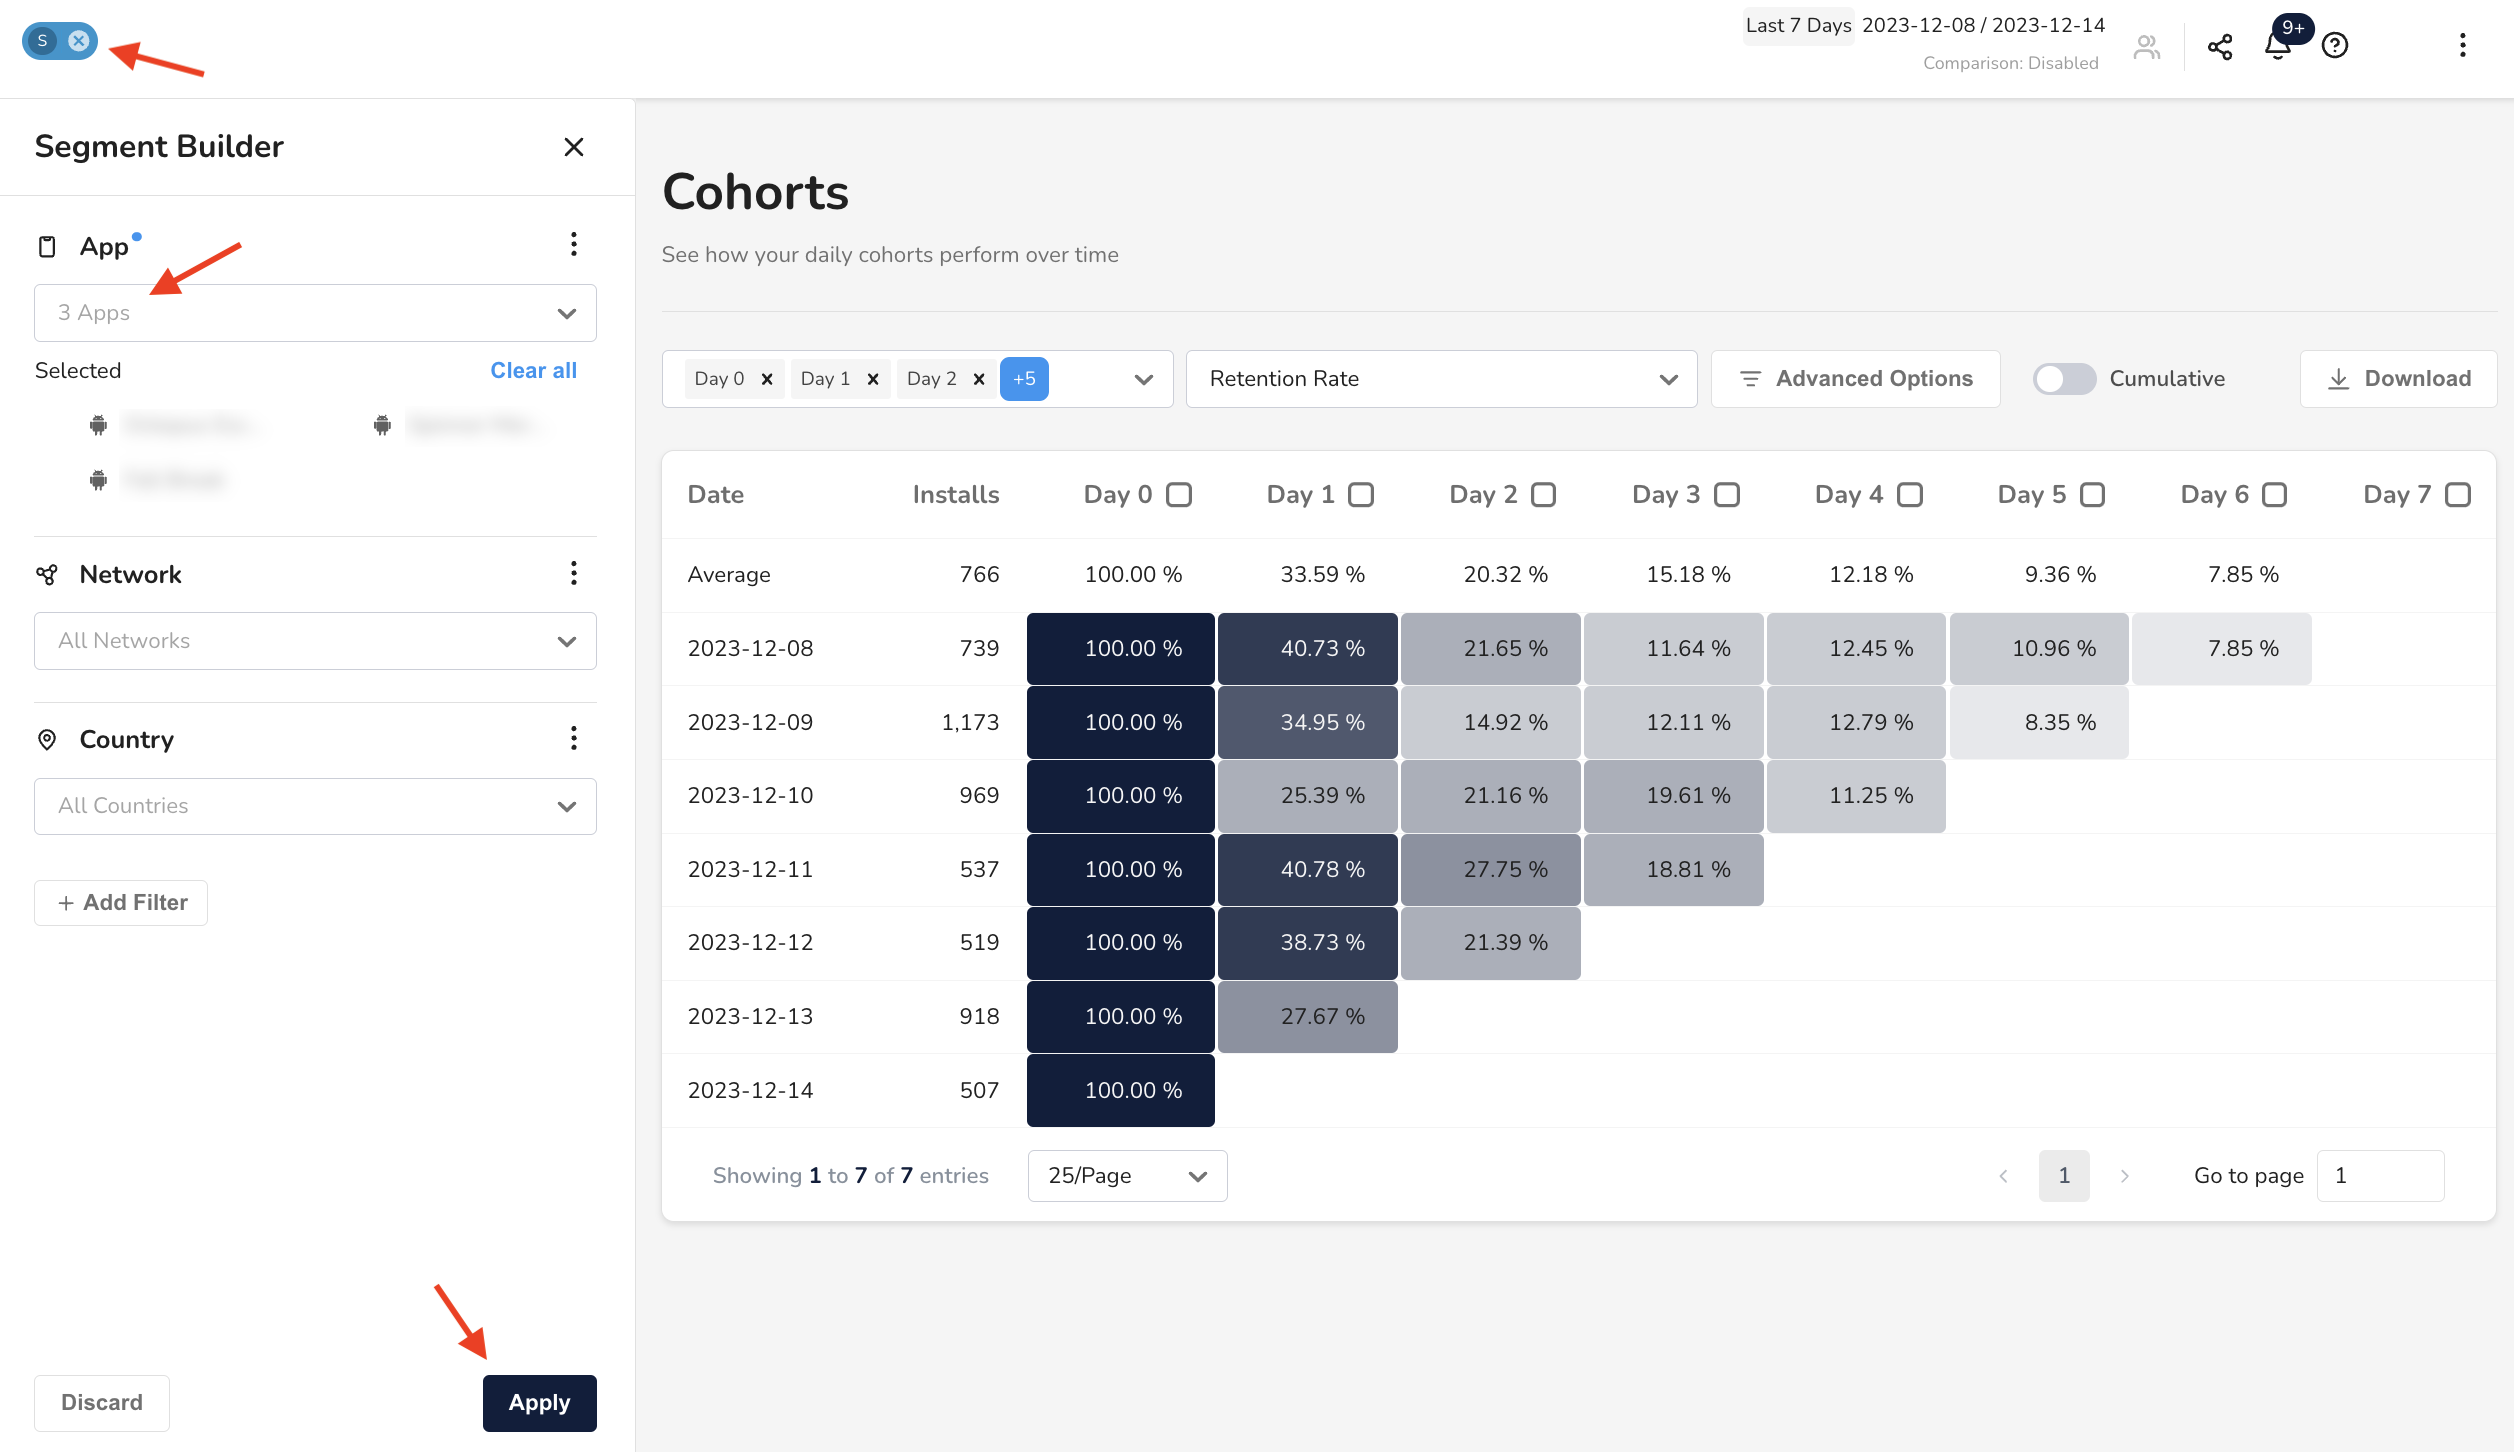 S
Last 7 Days 2023-12-08 / 2023-12-14
Comparison: Disabled
9+
Segment Builder
App
3 Apps
Selected Clear all
Network
All Networks
Country
All Countries
+ Add Filter
Discard Apply
Cohorts
See how your daily cohorts perform over time
Day 0 Day 1 Day 2 +5 Retention Rate Advanced Options Cumulative Download
Date Installs Day 0 Day 1 Day 2 Day 3 Day 4 Day 5 Day 6 Day 7
Average 766 100.00 % 33.59 % 20.32 % 15.18 % 12.18 % 9.36 % 7.85 %
2023-12-08 739 100.00 % 40.73 % 21.65 % 11.64 % 12.45 % 10.96 % 7.85 %
2023-12-09 1,173 100.00 % 34.95 % 14.92 % 12.11 % 12.79 % 8.35 %
2023-12-10 969 100.00 % 25.39 % 21.16 % 19.61 % 11.25 %
2023-12-11 537 100.00 % 40.78 % 27.75 % 18.81 %
2023-12-12 519 100.00 % 38.73 % 21.39 %
2023-12-13 918 100.00 % 27.67 %
2023-12-14 507 100.00 %
Showing 1 to 7 of 7 entries 25/Page 1 Go to page 1